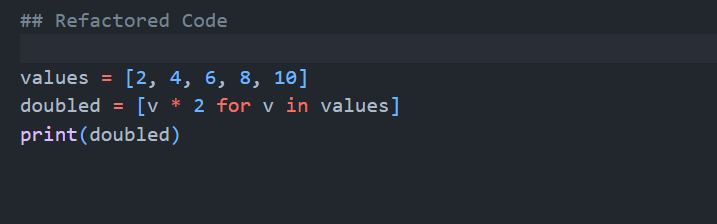 ## Refactored Code
values = [2, 4, 6, 8, 10]
doubled = [v * 2 for v in values]
print(doubled)